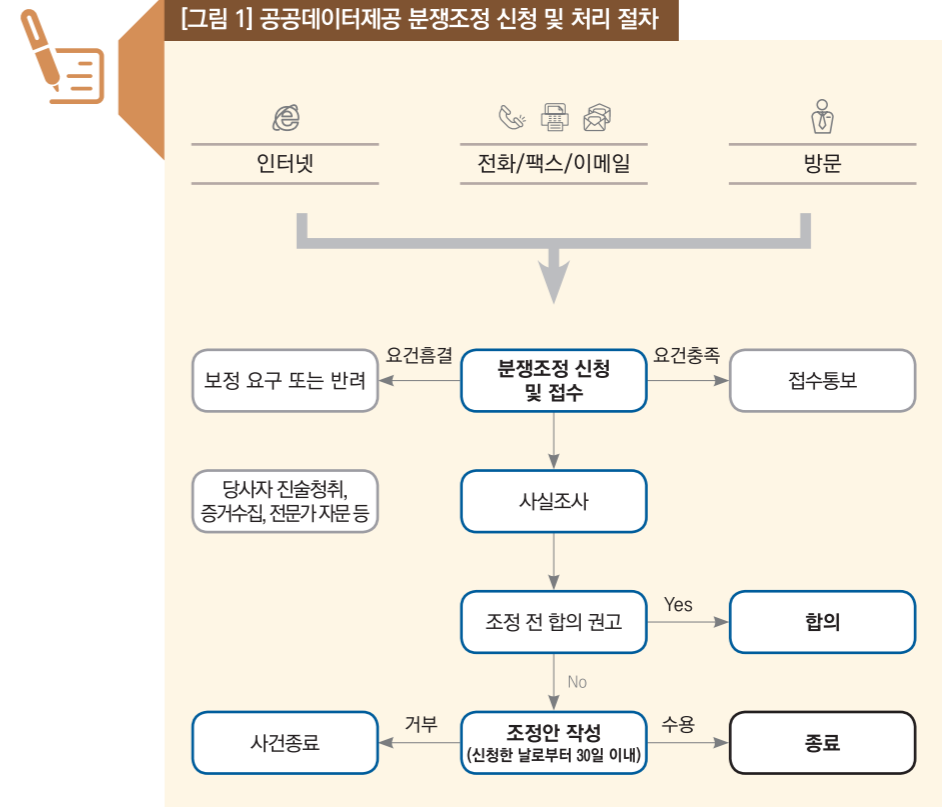 [그림 1] 공공데이터제공 분쟁조정 신청 및 처리 절차
인터넷
전화/팩스/이메일
방문
보정 요구 또는 반려
요건흠결
분쟁조정 신청
및 접수
요건충족
접수통보
당사자 진술청취,
증거수집, 전문가 자문 등
사실조사
조정 전 합의 권고
Yes
합의
No
사건종료
거부
조정안 작성
(신청한 날로부터 30일 이내)
수용
종료